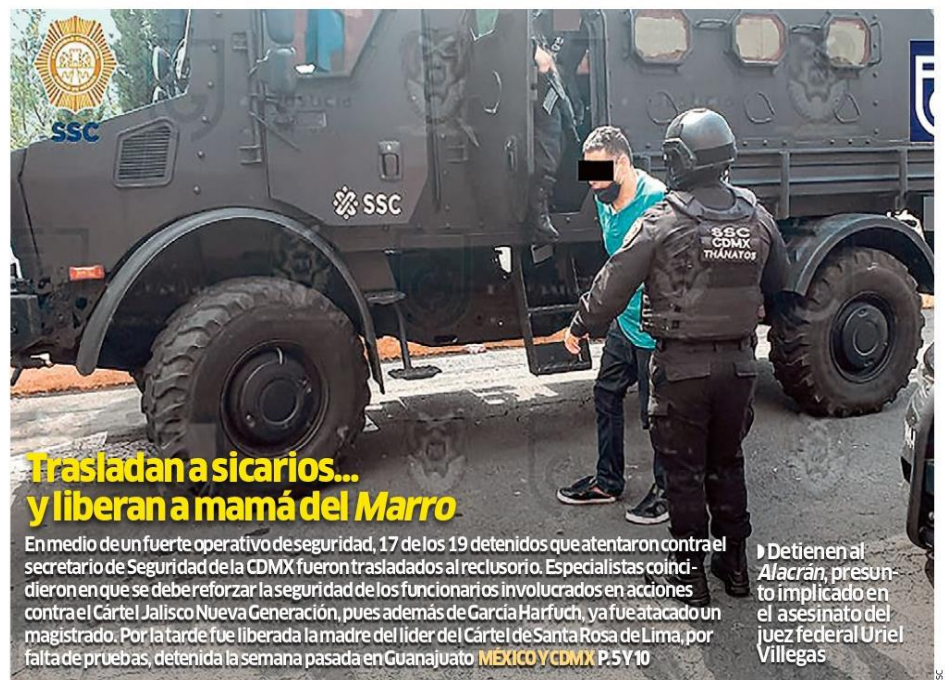 SSC
SSC
SSC
CDMX
THÁNATOS
Trasladan a sicarios...
y liberan a mamá del Marro
En medio de un fuerte operativo de seguridad, 17 de los 19 detenidos que atentaron contra el
secretario de Seguridad de la CDMX fueron trasladados al reclusorio. Especialistas coinci-
dieron en que se debe reforzar la seguridad de los funcionarios involucrados en acciones
contra el Cártel Jalisco Nueva Generación, pues además de García Harfuch, ya fue atacado un
magistrado. Por la tarde fue liberada la madre del líder del Cártel de Santa Rosa de Lima, por
falta de pruebas, detenida la semana pasada en Guanajuato MÉXICO Y CDMX P. 5 Y 10
Detienen al
Alacrán, presun-
to implicado en
el asesinato del
juez federal Uriel
Villegas